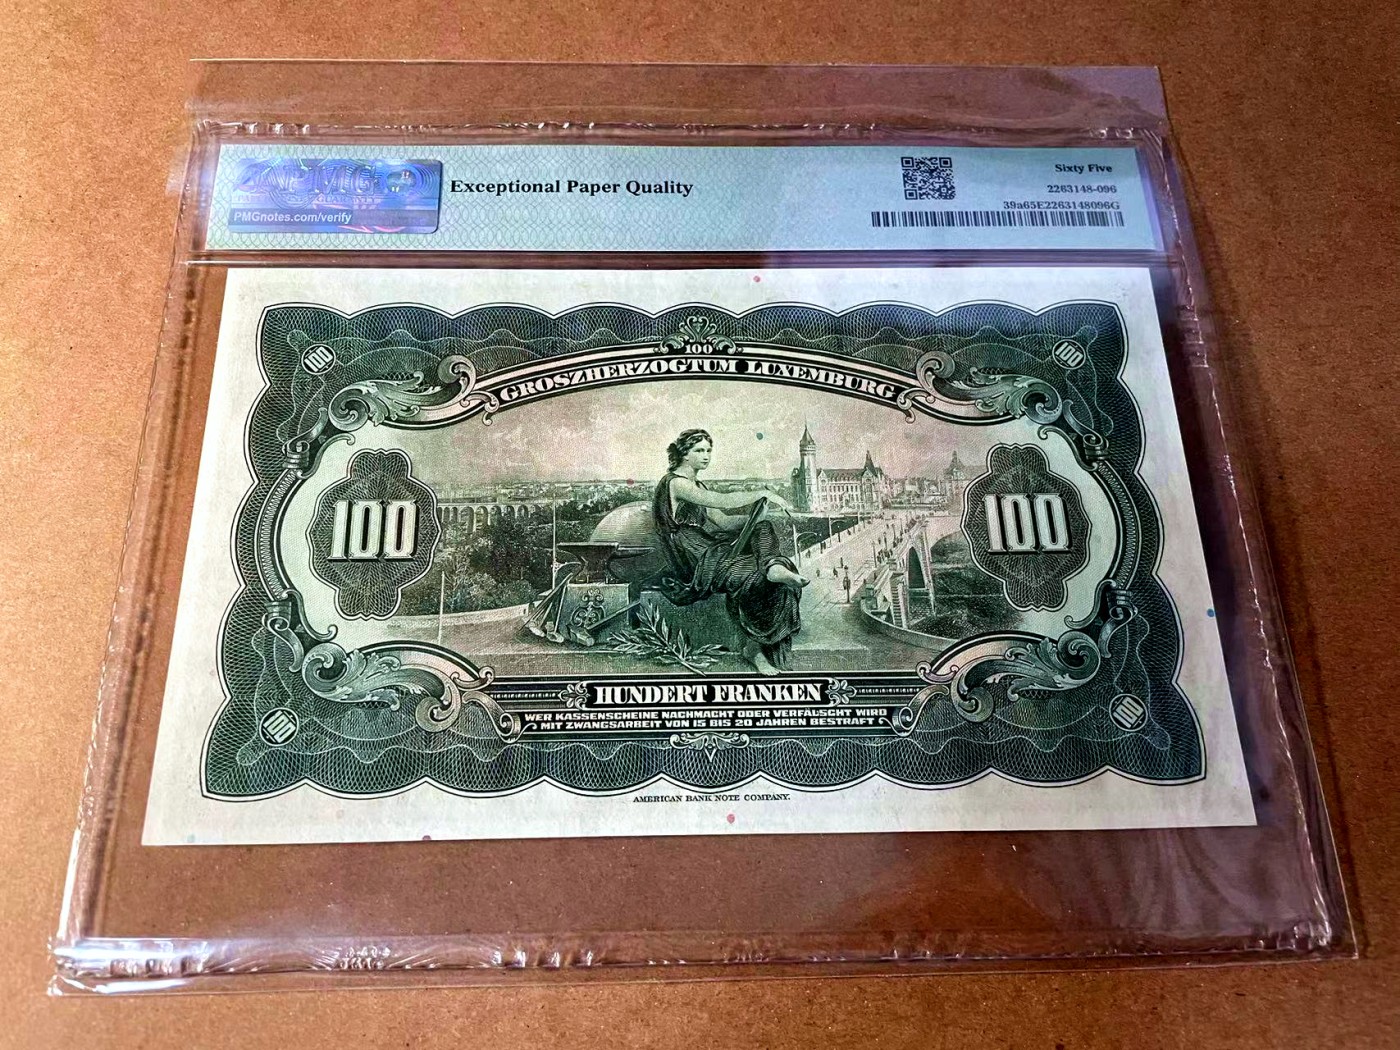 PMG
PMGnotes.com/verify
Exceptional Paper Quality
Sixty Five
2263148-096
39a65E2263148096G
100
100
100
GROSZHERZOGTUM LUXEMBURG
100
100
HUNDERT FRANKEN
WER KASSENSCHEINE NACHMACHT ODER VERFÄLSCHT WIRD
MIT ZWANGSARBEIT VON 15 BIS 20 JAHREN BESTRAFT
100
100
AMERICAN BANK NOTE COMPANY.